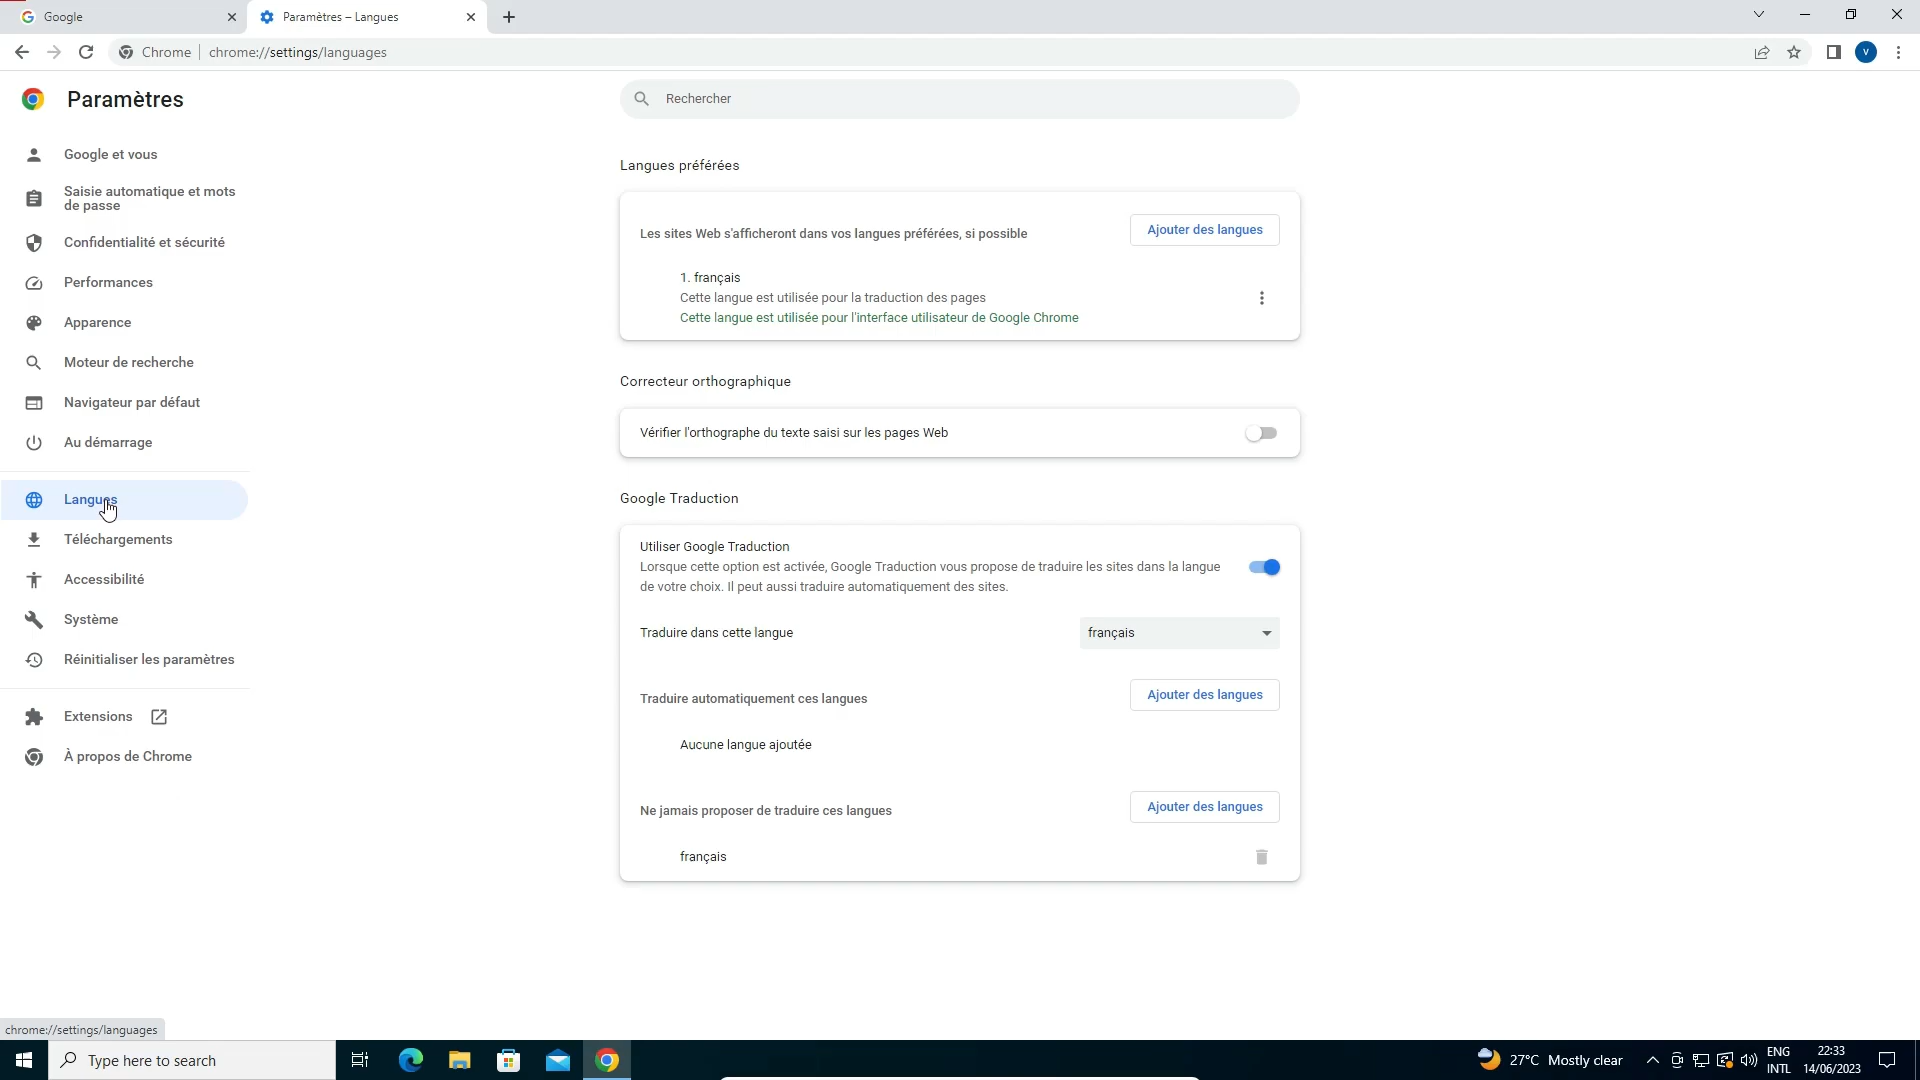 Google
Paramètres – Langues
Chrome
chrome://settings/languages
v
Paramètres
Rechercher
Google et vous
Saisie automatique et mots
de passe
Confidentialité et sécurité
Performances
Apparence
Moteur de recherche
Navigateur par défaut
Au démarrage
Langues
Téléchargements
Accessibilité
Système
Réinitialiser les paramètres
Extensions
À propos de Chrome
Langues préférées
Les sites Web s'afficheront dans vos langues préférées, si possible
Ajouter des langues
1. français
Cette langue est utilisée pour la traduction des pages
Cette langue est utilisée pour l'interface utilisateur de Google Chrome
Correcteur orthographique
Vérifier l'orthographe du texte saisi sur les pages Web
Google Traduction
Utiliser Google Traduction
Lorsque cette option est activée, Google Traduction vous propose de traduire les sites dans la langue
de votre choix. Il peut aussi traduire automatiquement des sites.
Traduire dans cette langue
français
Traduire automatiquement ces langues
Ajouter des langues
Aucune langue ajoutée
Ne jamais proposer de traduire ces langues
Ajouter des langues
français
chrome://settings/languages
Type here to search
27°C Mostly clear
ENG
INTL
22:33
14/06/2023